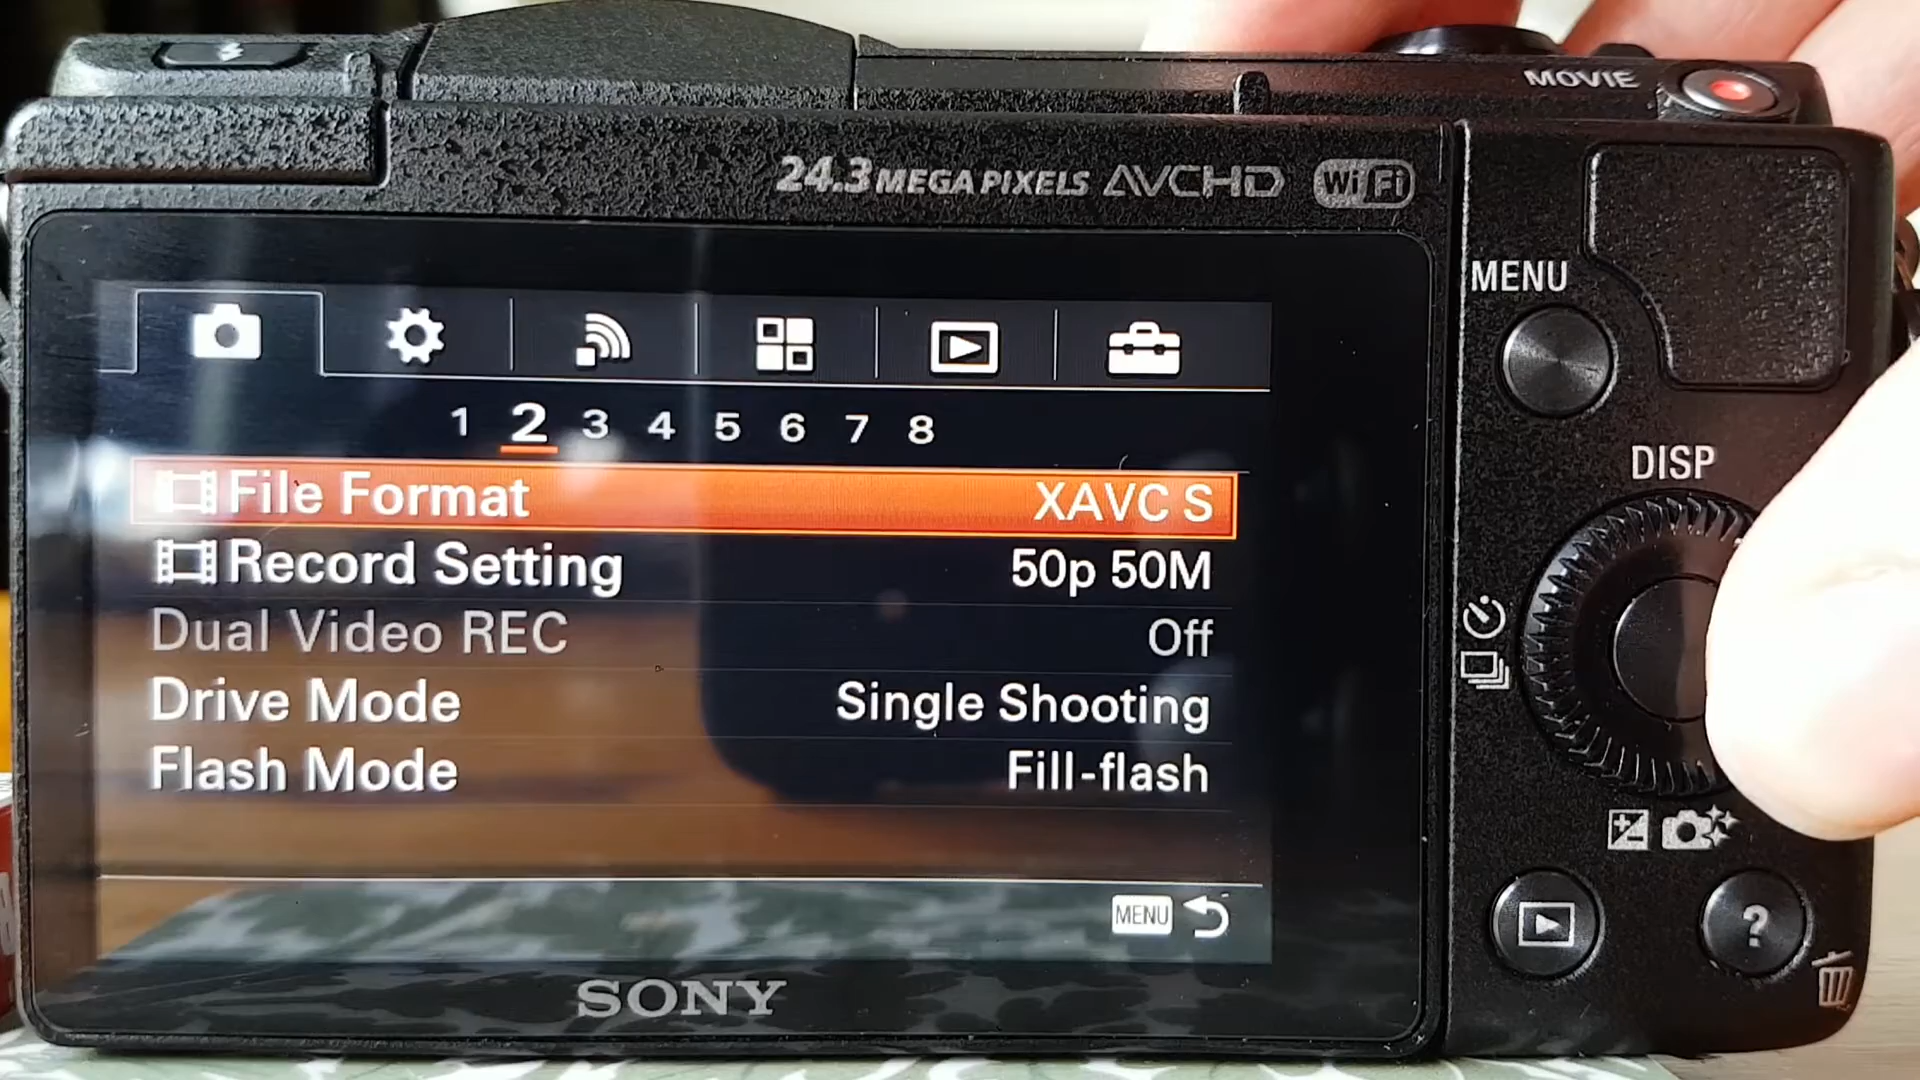 MOVIE
24.3 MEGA PIXELS AVCHD Wi Fi
MENU
1 2 3 4 5 6 7 8
DISP
File Format XAVC S
Record Setting 50p 50M
Dual Video REC Off
Drive Mode Single Shooting
Flash Mode Fill-flash
MENU
?
SONY